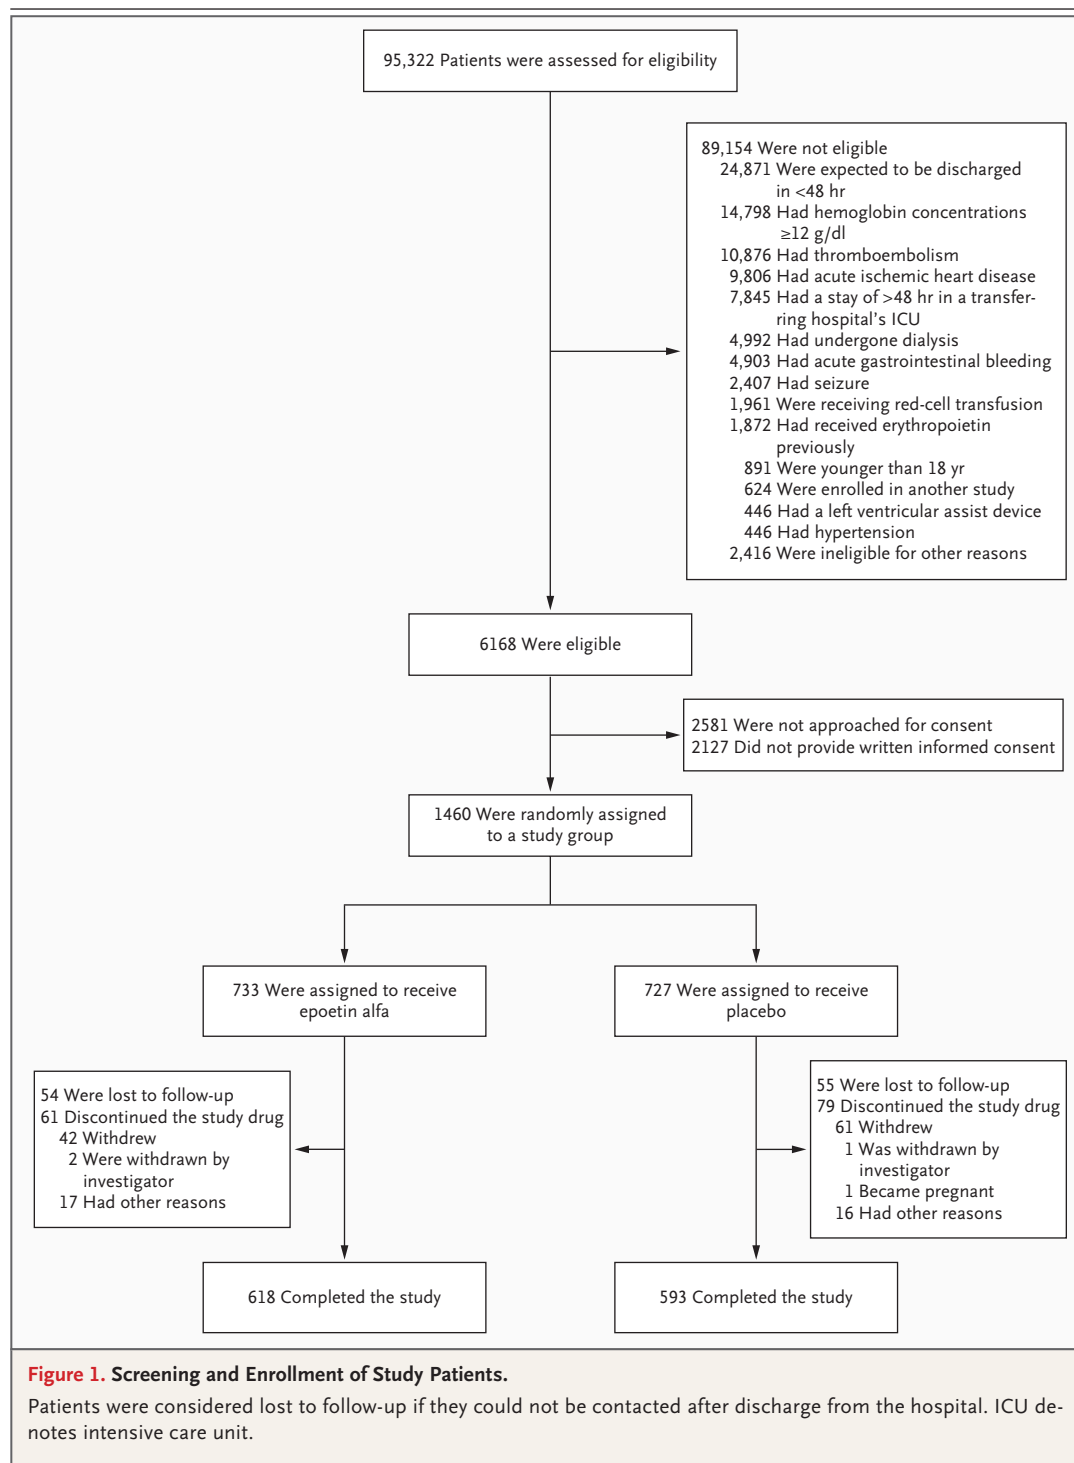 95,322 Patients were assessed for eligibility
89,154 Were not eligible
24,871 Were expected to be discharged
in <48 hr
14,798 Had hemoglobin concentrations
≥12 g/dl
10,876 Had thromboembolism
9,806 Had acute ischemic heart disease
7,845 Had a stay of >48 hr in a transfer-
ring hospital's ICU
4,992 Had undergone dialysis
4,903 Had acute gastrointestinal bleeding
2,407 Had seizure
1,961 Were receiving red-cell transfusion
1,872 Had received erythropoietin
previously
891 Were younger than 18 yr
624 Were enrolled in another study
446 Had a left ventricular assist device
446 Had hypertension
2,416 Were ineligible for other reasons
6168 Were eligible
2581 Were not approached for consent
2127 Did not provide written informed consent
1460 Were randomly assigned
to a study group
733 Were assigned to receive
epoetin alfa
727 Were assigned to receive
placebo
54 Were lost to follow-up
61 Discontinued the study drug
42 Withdrew
2 Were withdrawn by
investigator
17 Had other reasons
55 Were lost to follow-up
79 Discontinued the study drug
61 Withdrew
1 Was withdrawn by
investigator
1 Became pregnant
16 Had other reasons
618 Completed the study
593 Completed the study
Figure 1. Screening and Enrollment of Study Patients.
Patients were considered lost to follow-up if they could not be contacted after discharge from the hospital. ICU de-
notes intensive care unit.